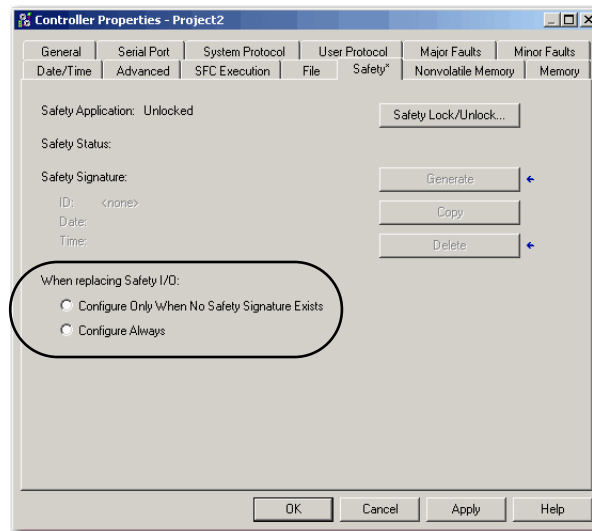 Controller Properties - Project2
General Serial Port System Protocol User Protocol Major Faults Minor Faults
Date/Time Advanced SFC Execution File Safety* Nonvolatile Memory Memory
Safety Application: Unlocked
Safety Lock/Unlock...
Safety Status:
Safety Signature:
Generate
ID: <none>
Copy
Date:
Time:
Delete
When replacing Safety I/O:
Configure Only When No Safety Signature Exists
Configure Always
OK Cancel Apply Help